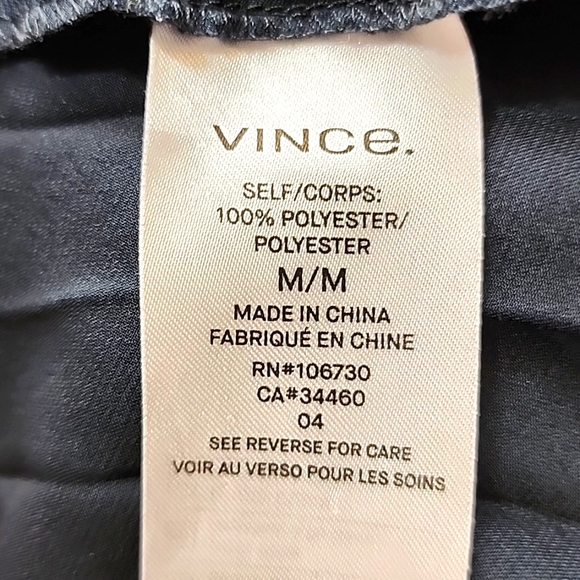 VINCE.
SELF/CORPS:
100% POLYESTER/
POLYESTER
M/M
MADE IN CHINA
FABRIQUÉ EN CHINE
RN#106730
CA#34460
04
SEE REVERSE FOR CARE
VOIR AU VERSO POUR LES SOINS